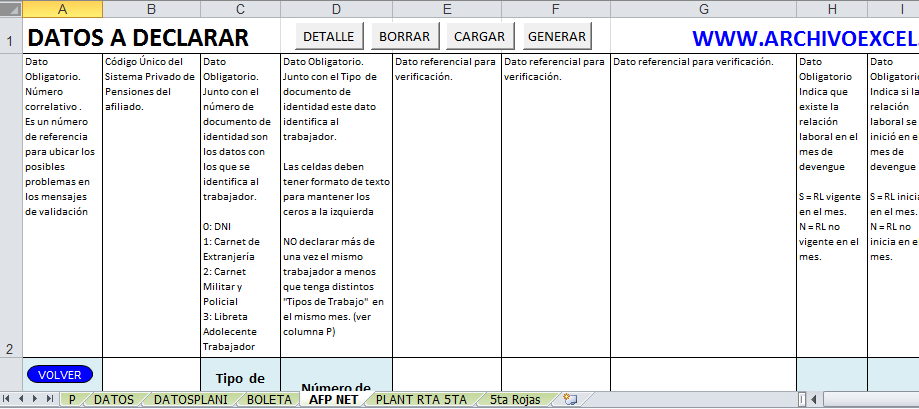 A B C D E F G H I
1 DATOS A DECLARAR DETALLE BORRAR CARGAR GENERAR WWW.ARCHIVOEXCEL.
Dato
Obligatorio.
Número
correlativo .
Es un número
de referencia
para ubicar los
posibles
problemas en
los mensajes
de validación
Código Único del
Sistema Privado de
Pensiones del
afiliado.
Dato
Obligatorio.
Junto con el
número de
documento de
identidad son
los datos con
los que se
identifica al
trabajador.
0: DNI
1: Carnet de
Extranjería
2: Carnet
Militar y
Policial
3: Libreta
Adolecente
Trabajador
Dato Obligatorio.
Junto con el Tipo de
documento de
identidad este dato
identifica al
trabajador.
Las celdas deben
tener formato de texto
para mantener los
ceros a la izquierda
NO declarar más de
una vez el mismo
trabajador a menos
que tenga distintos
"Tipos de Trabajo" en
el mismo mes. (ver
columna P)
Dato referencial para
verificación.
Dato referencial para
verificación.
Dato referencial para verificación.
Dato
Obligatorio
Indica que
existe la
relación
laboral en el
mes de
devengue
S = RL vigente
en el mes.
N = RL no
vigente en el
mes.
Dato
Obligatorio
Indica si la
relación
laboral se
inició en e
mes de
devengue
S = RL inicia
en el mes.
N = RL no
inicia en e
mes.
2
VOLVER
Tipo de
Número de
P DATOS DATOSPLANI BOLETA AFP NET PLANT RTA 5TA 5ta Rojas